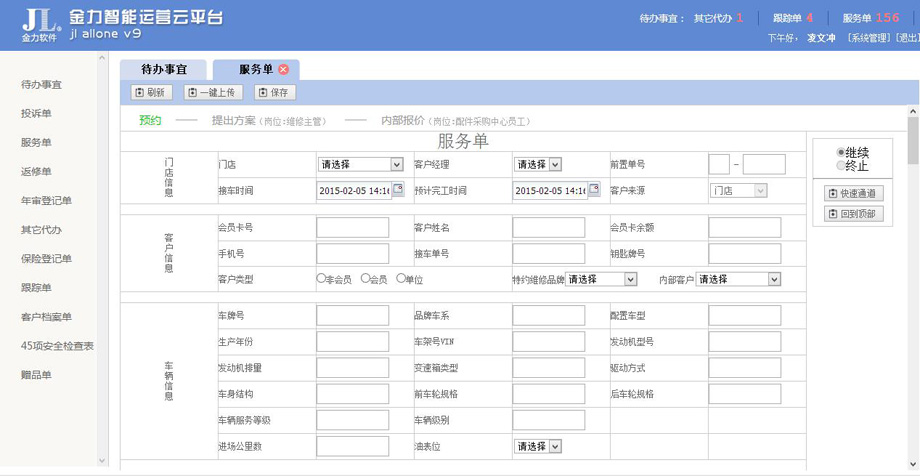 JL 金力智能运营云平台
金力软件 jl allone v9
待办事宜： 其它代办 1 跟踪单 4 服务单 156
下午好， 凌文冲 [系统管理] [退出
待办事宜
投诉单
服务单
返修单
年审登记单
其它代办
保险登记单
跟踪单
客户档案单
45项安全检查表
赠品单
待办事宜 服务单
刷新 一键上传 保存
预约 —— 提出方案（岗位:维修主管） —— 内部报价（岗位:配件采购中心员工）
服务单
门店信息
门店 请选择 客户经理 请选择 前置单号 –
接车时间 2015-02-05 14:16 预计完工时间 2015-02-05 14:16 客户来源 门店
客户信息
会员卡号 客户姓名 会员卡余额
手机号 接车单号 钥匙牌号
客户类型 非会员 会员 单位 特约维修品牌 请选择 内部客户 请选择
车辆信息
车牌号 品牌车系 配置车型
生产年份 车架号VIN 发动机型号
发动机排量 变速箱类型 驱动方式
车身结构 前车轮规格 后车轮规格
车辆服务等级 车辆级别
进场公里数 油表位 请选择
继续
终止
快速通道
回到顶部